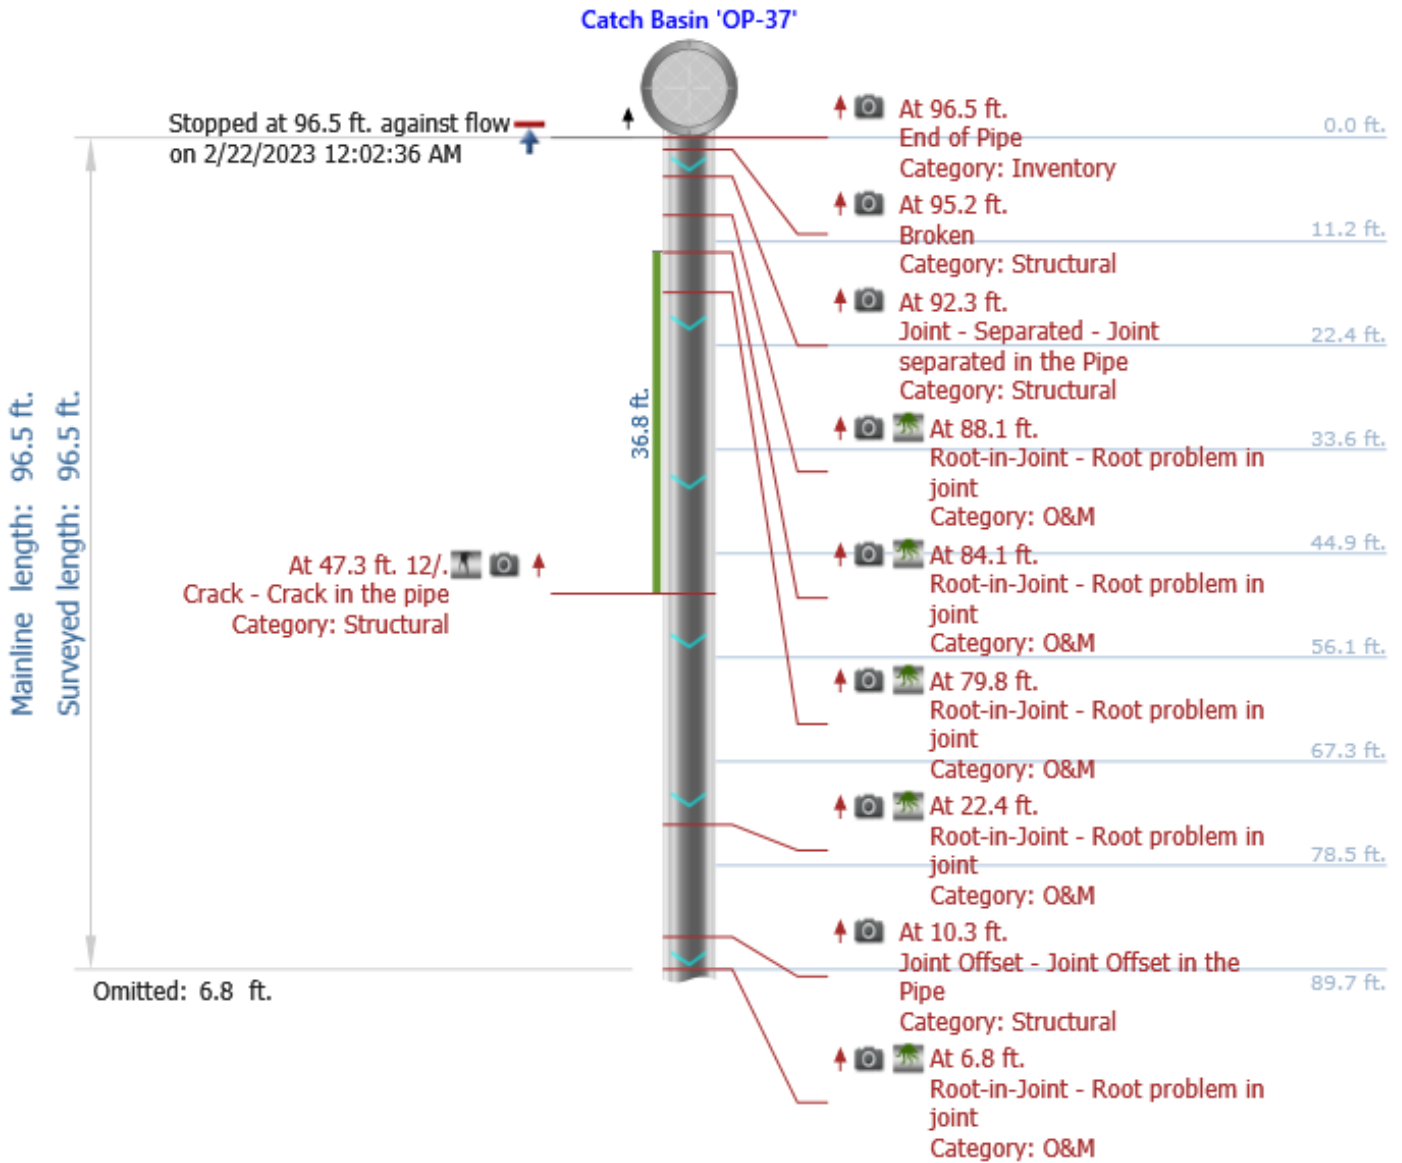 Catch Basin 'OP-37'
Stopped at 96.5 ft. against flow
on 2/22/2023 12:02:36 AM
At 96.5 ft.
End of Pipe
Category: Inventory
0.0 ft.
At 95.2 ft.
Broken
Category: Structural
11.2 ft.
At 92.3 ft.
Joint - Separated - Joint
separated in the Pipe
Category: Structural
22.4 ft.
At 88.1 ft.
Root-in-Joint - Root problem in
joint
Category: O&M
33.6 ft.
36.8 ft.
Mainline length: 96.5 ft.
Surveyed length: 96.5 ft.
At 47.3 ft. 12/.
Crack - Crack in the pipe
Category: Structural
At 84.1 ft.
Root-in-Joint - Root problem in
joint
Category: O&M
44.9 ft.
56.1 ft.
At 79.8 ft.
Root-in-Joint - Root problem in
joint
Category: O&M
67.3 ft.
At 22.4 ft.
Root-in-Joint - Root problem in
joint
Category: O&M
78.5 ft.
At 10.3 ft.
Joint Offset - Joint Offset in the
Pipe
Category: Structural
89.7 ft.
Omitted: 6.8 ft.
At 6.8 ft.
Root-in-Joint - Root problem in
joint
Category: O&M